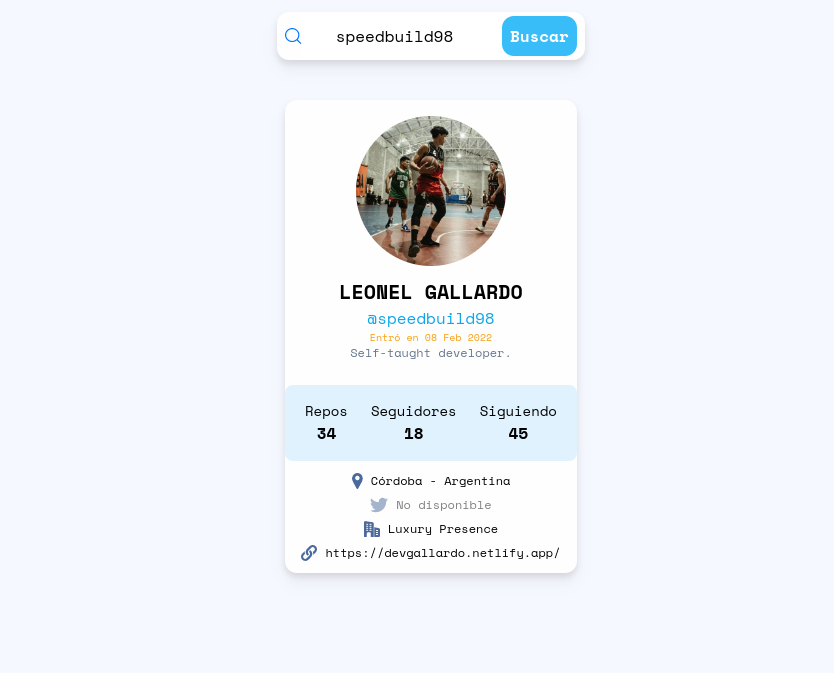 speedbuild98
Buscar
LEONEL GALLARDO
@speedbuild98
Entró en 08 Feb 2022
Self-taught developer.
Repos Seguidores Siguiendo
34 18 45
Córdoba - Argentina
No disponible
Luxury Presence
https://devgallardo.netlify.app/